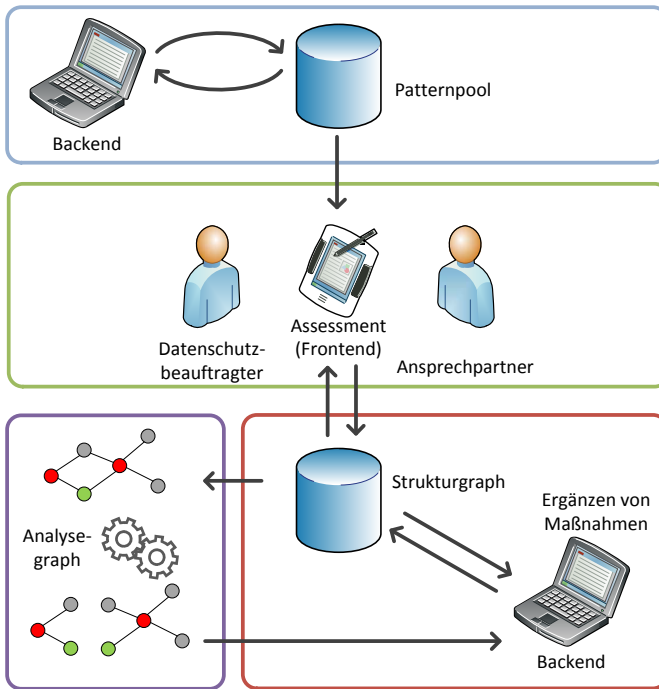 Patternpool
Backend
Assessment
(Frontend)
Datenschutz-
beauftragter
Ansprechpartner
Strukturgraph
Ergänzen von
Maßnahmen
Analyse-
graph
Backend